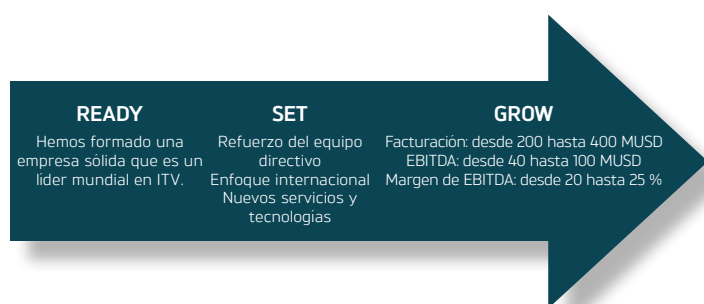 READY
Hemos formado una
empresa sólida que es un
líder mundial en ITV.
SET
Refuerzo del equipo
directivo
Enfoque internacional
Nuevos servicios y
tecnologias
GROW
Facturación: desde 200 hasta 400 MUSD
EBITDA: desde 40 hasta 100 MUSD
Margen de EBITDA: desde 20 hasta 25 %